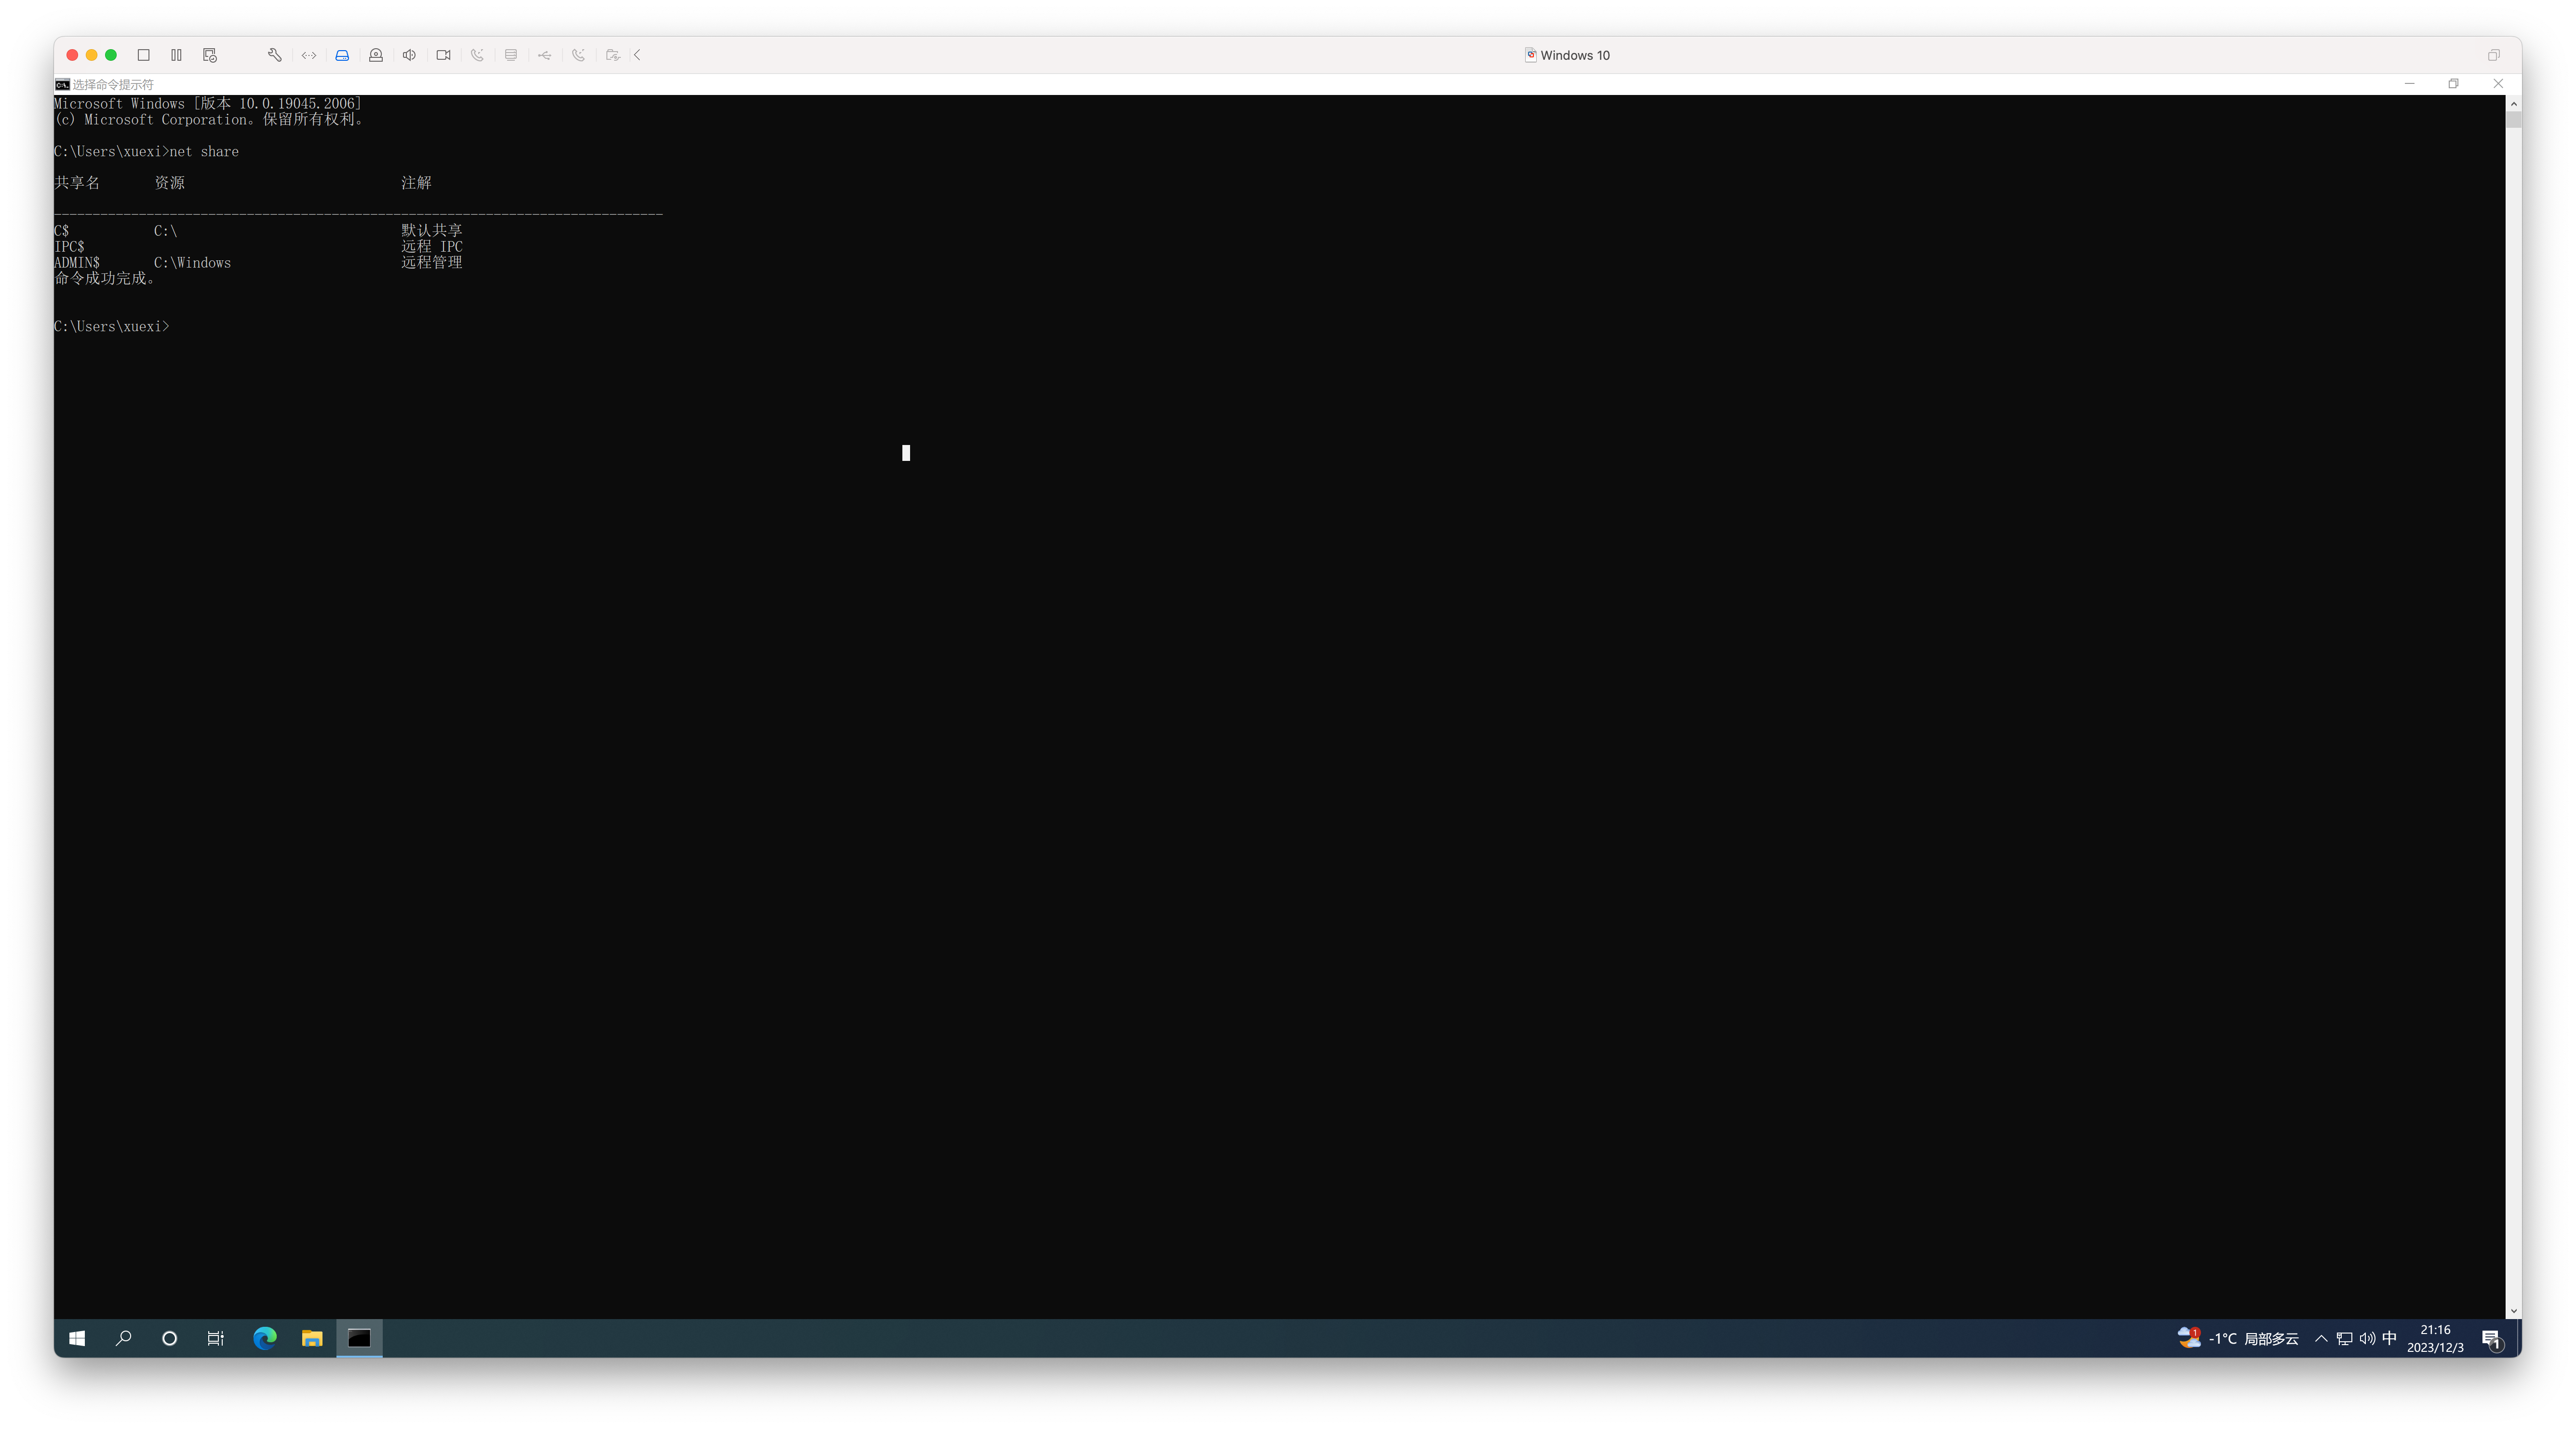 Windows 10
选择命令提示符
Microsoft Windows [版本 10.0.19045.2006]
(c) Microsoft Corporation。保留所有权利。
C:\Users\xuexi>net share
共享名 资源 注解
-------------------------------------------------------------------------------
C$ C:\ 默认共享
IPC$ 远程 IPC
ADMIN$ C:\Windows 远程管理
命令成功完成。
C:\Users\xuexi>
1 -1°C 局部多云 中 21:16 1
2023/12/3